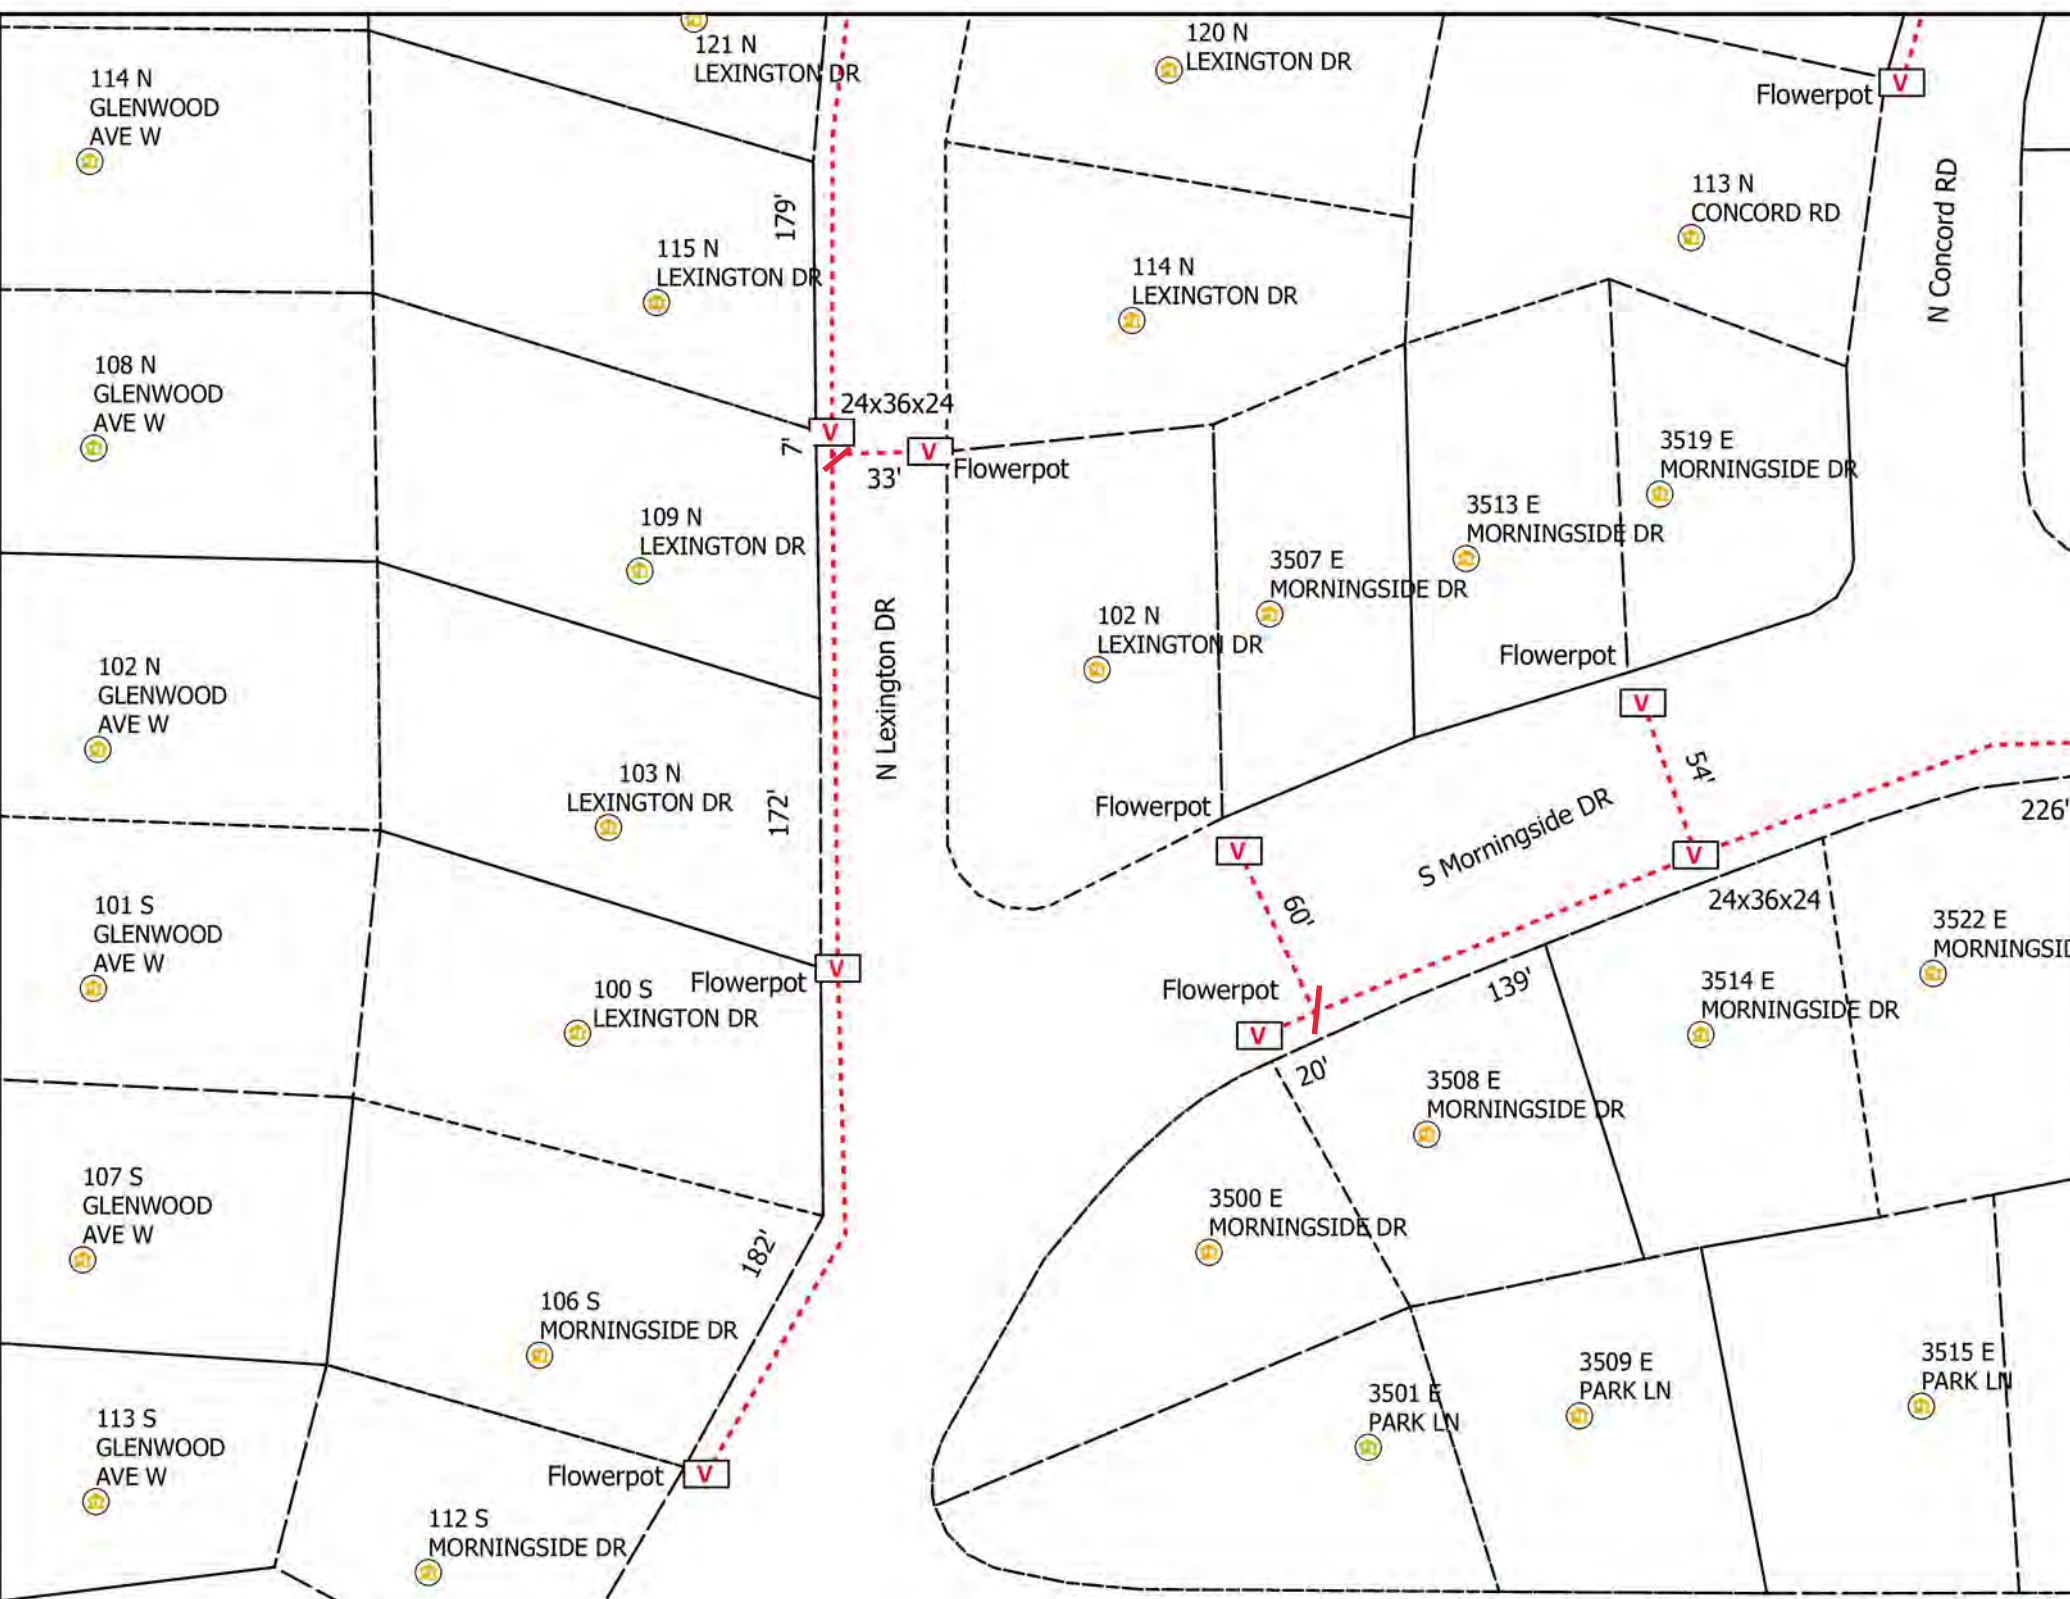 121 N
LEXINGTON DR
120 N
LEXINGTON DR
114 N
GLENWOOD
AVE W
V
Flowerpot
179'
115 N
LEXINGTON DR
114 N
LEXINGTON DR
113 N
CONCORD RD
N Concord RD
108 N
GLENWOOD
AVE W
24x36x24
V
7'
33'
V
Flowerpot
109 N
LEXINGTON DR
3519 E
MORNINGSIDE DR
3513 E
MORNINGSIDE DR
3507 E
MORNINGSIDE DR
102 N
LEXINGTON DR
Flowerpot
V
102 N
GLENWOOD
AVE W
N Lexington DR
103 N
LEXINGTON DR
172'
Flowerpot
V
54'
S Morningside DR
V
226'
24x36x24
60'
101 S
GLENWOOD
AVE W
Flowerpot
V
100 S
LEXINGTON DR
Flowerpot
V
20'
139'
3514 E
MORNINGSIDE DR
3522 E
MORNINGSID
3508 E
MORNINGSIDE DR
107 S
GLENWOOD
AVE W
182'
3500 E
MORNINGSIDE DR
106 S
MORNINGSIDE DR
3501 E
PARK LN
3509 E
PARK LN
3515 E
PARK LN
113 S
GLENWOOD
AVE W
Flowerpot
V
112 S
MORNINGSIDE DR